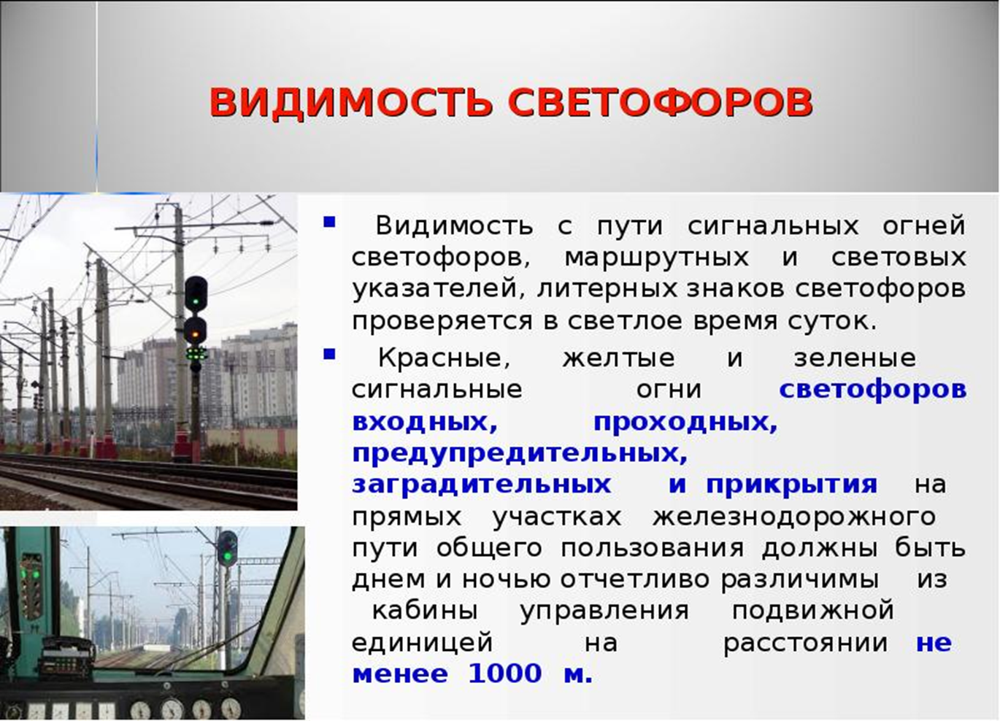 ВИДИМОСТЬ СВЕТОФОРОВ
Видимость с пути сигнальных огней
светофоров, маршрутных и световых
указателей, литерных знаков светофоров
проверяется в светлое время суток.
Красные, желтые и зеленые
сигнальные огни светофоров
входных, проходных,
предупредительных,
заградительных и прикрытия на
прямых участках железнодорожного
пути общего пользования должны быть
днем и ночью отчетливо различимы из
кабины управления подвижной
единицей на расстоянии не
менее 1000 м.